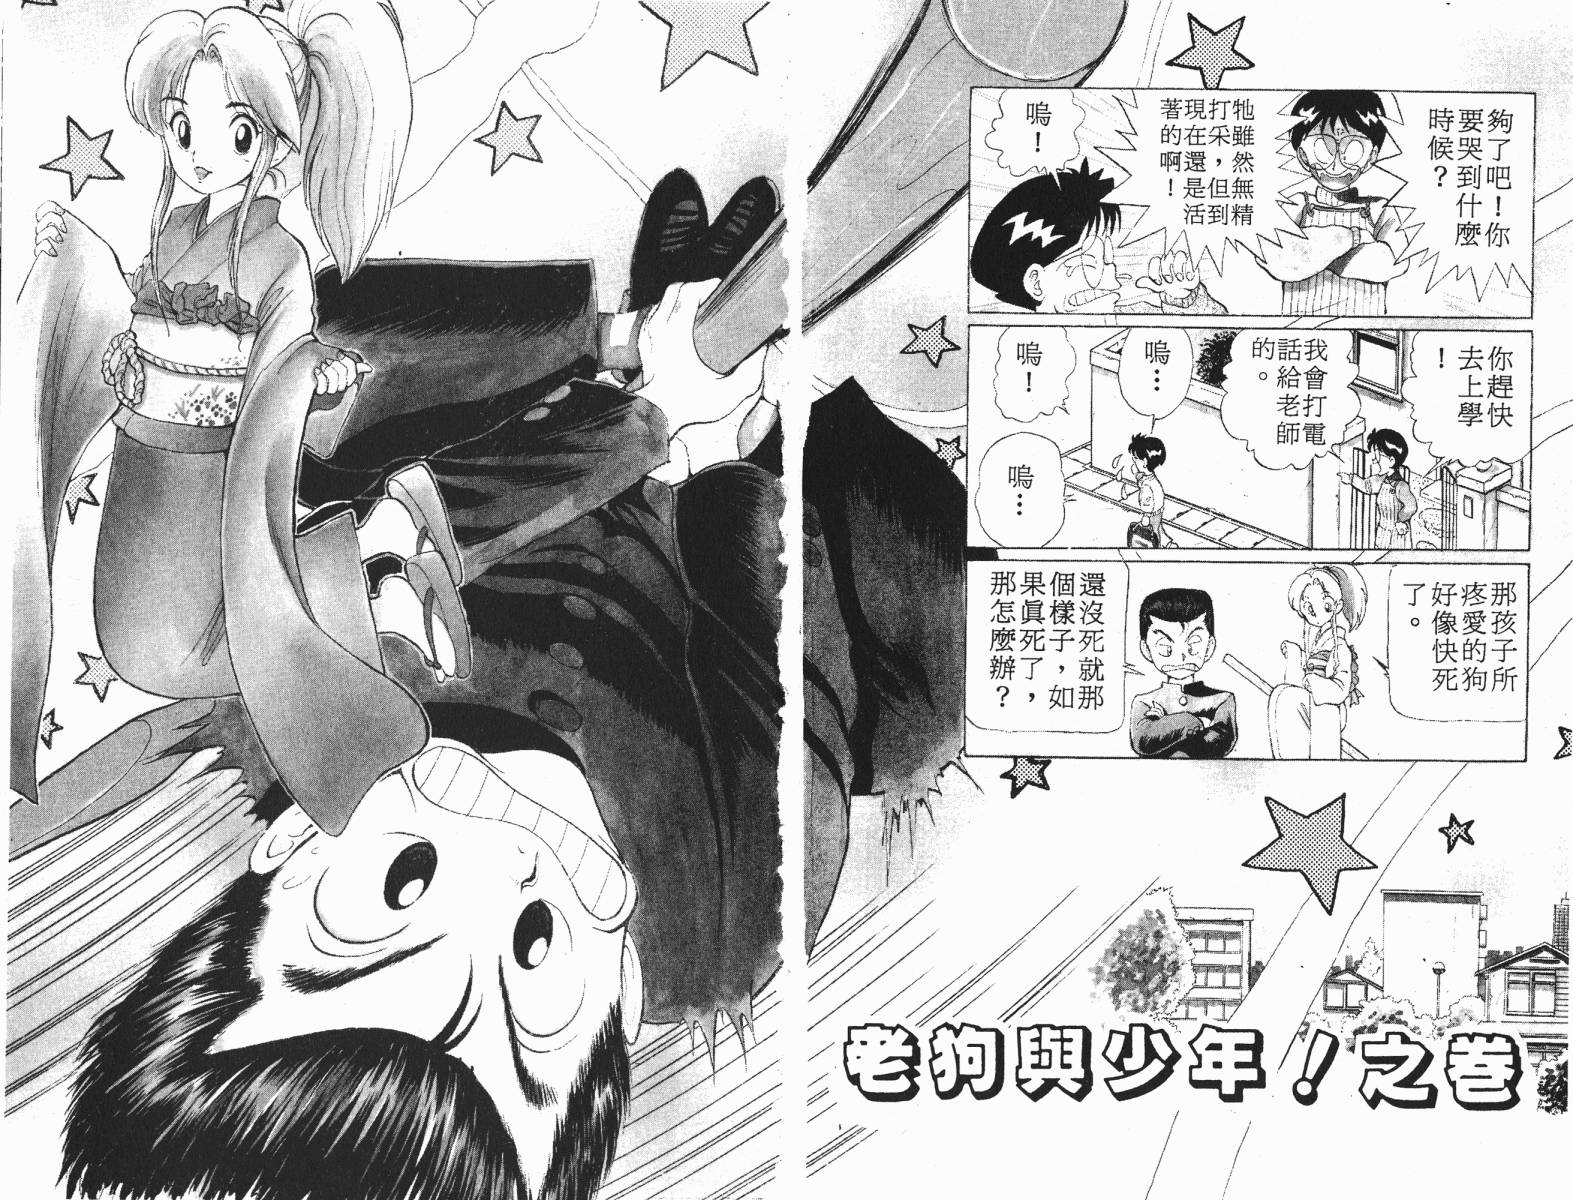 夠了吧！你
要哭到什麼
時候？
牠雖然無精
打采，但到
現在還是活
著的啊！
嗚！
你趕快
去上學
！
我會打電
話給老師
的。
嗚…
嗚！
嗚…
那孩子所
疼愛的狗
好像快死
了。
還沒死就那
個樣子，如
果眞死了，
那怎麼辦？
老狗與少年！之卷